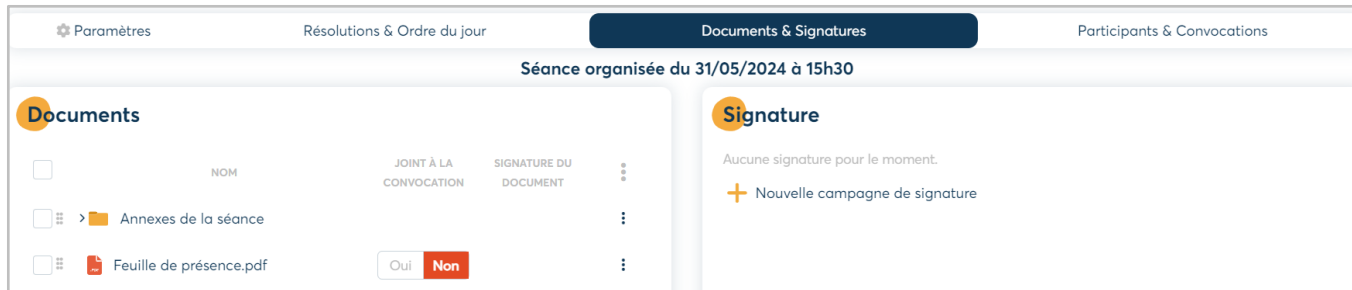 Paramètres
Résolutions & Ordre du jour
Documents & Signatures
Participants & Convocations
Séance organisée du 31/05/2024 à 15h30
Documents
NOM
JOINT À LA CONVOCATION
SIGNATURE DU DOCUMENT
Annexes de la séance
Feuille de présence.pdf
Oui Non
Signature
Aucune signature pour le moment.
Nouvelle campagne de signature